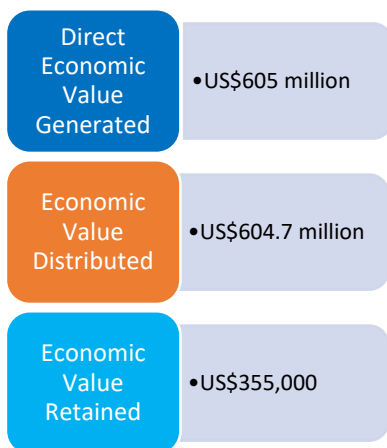 Direct
Economic
Value
Generated
•US$605 million
Economic
Value
Distributed
•US$604.7 million
Economic
Value
Retained
•US$355,000